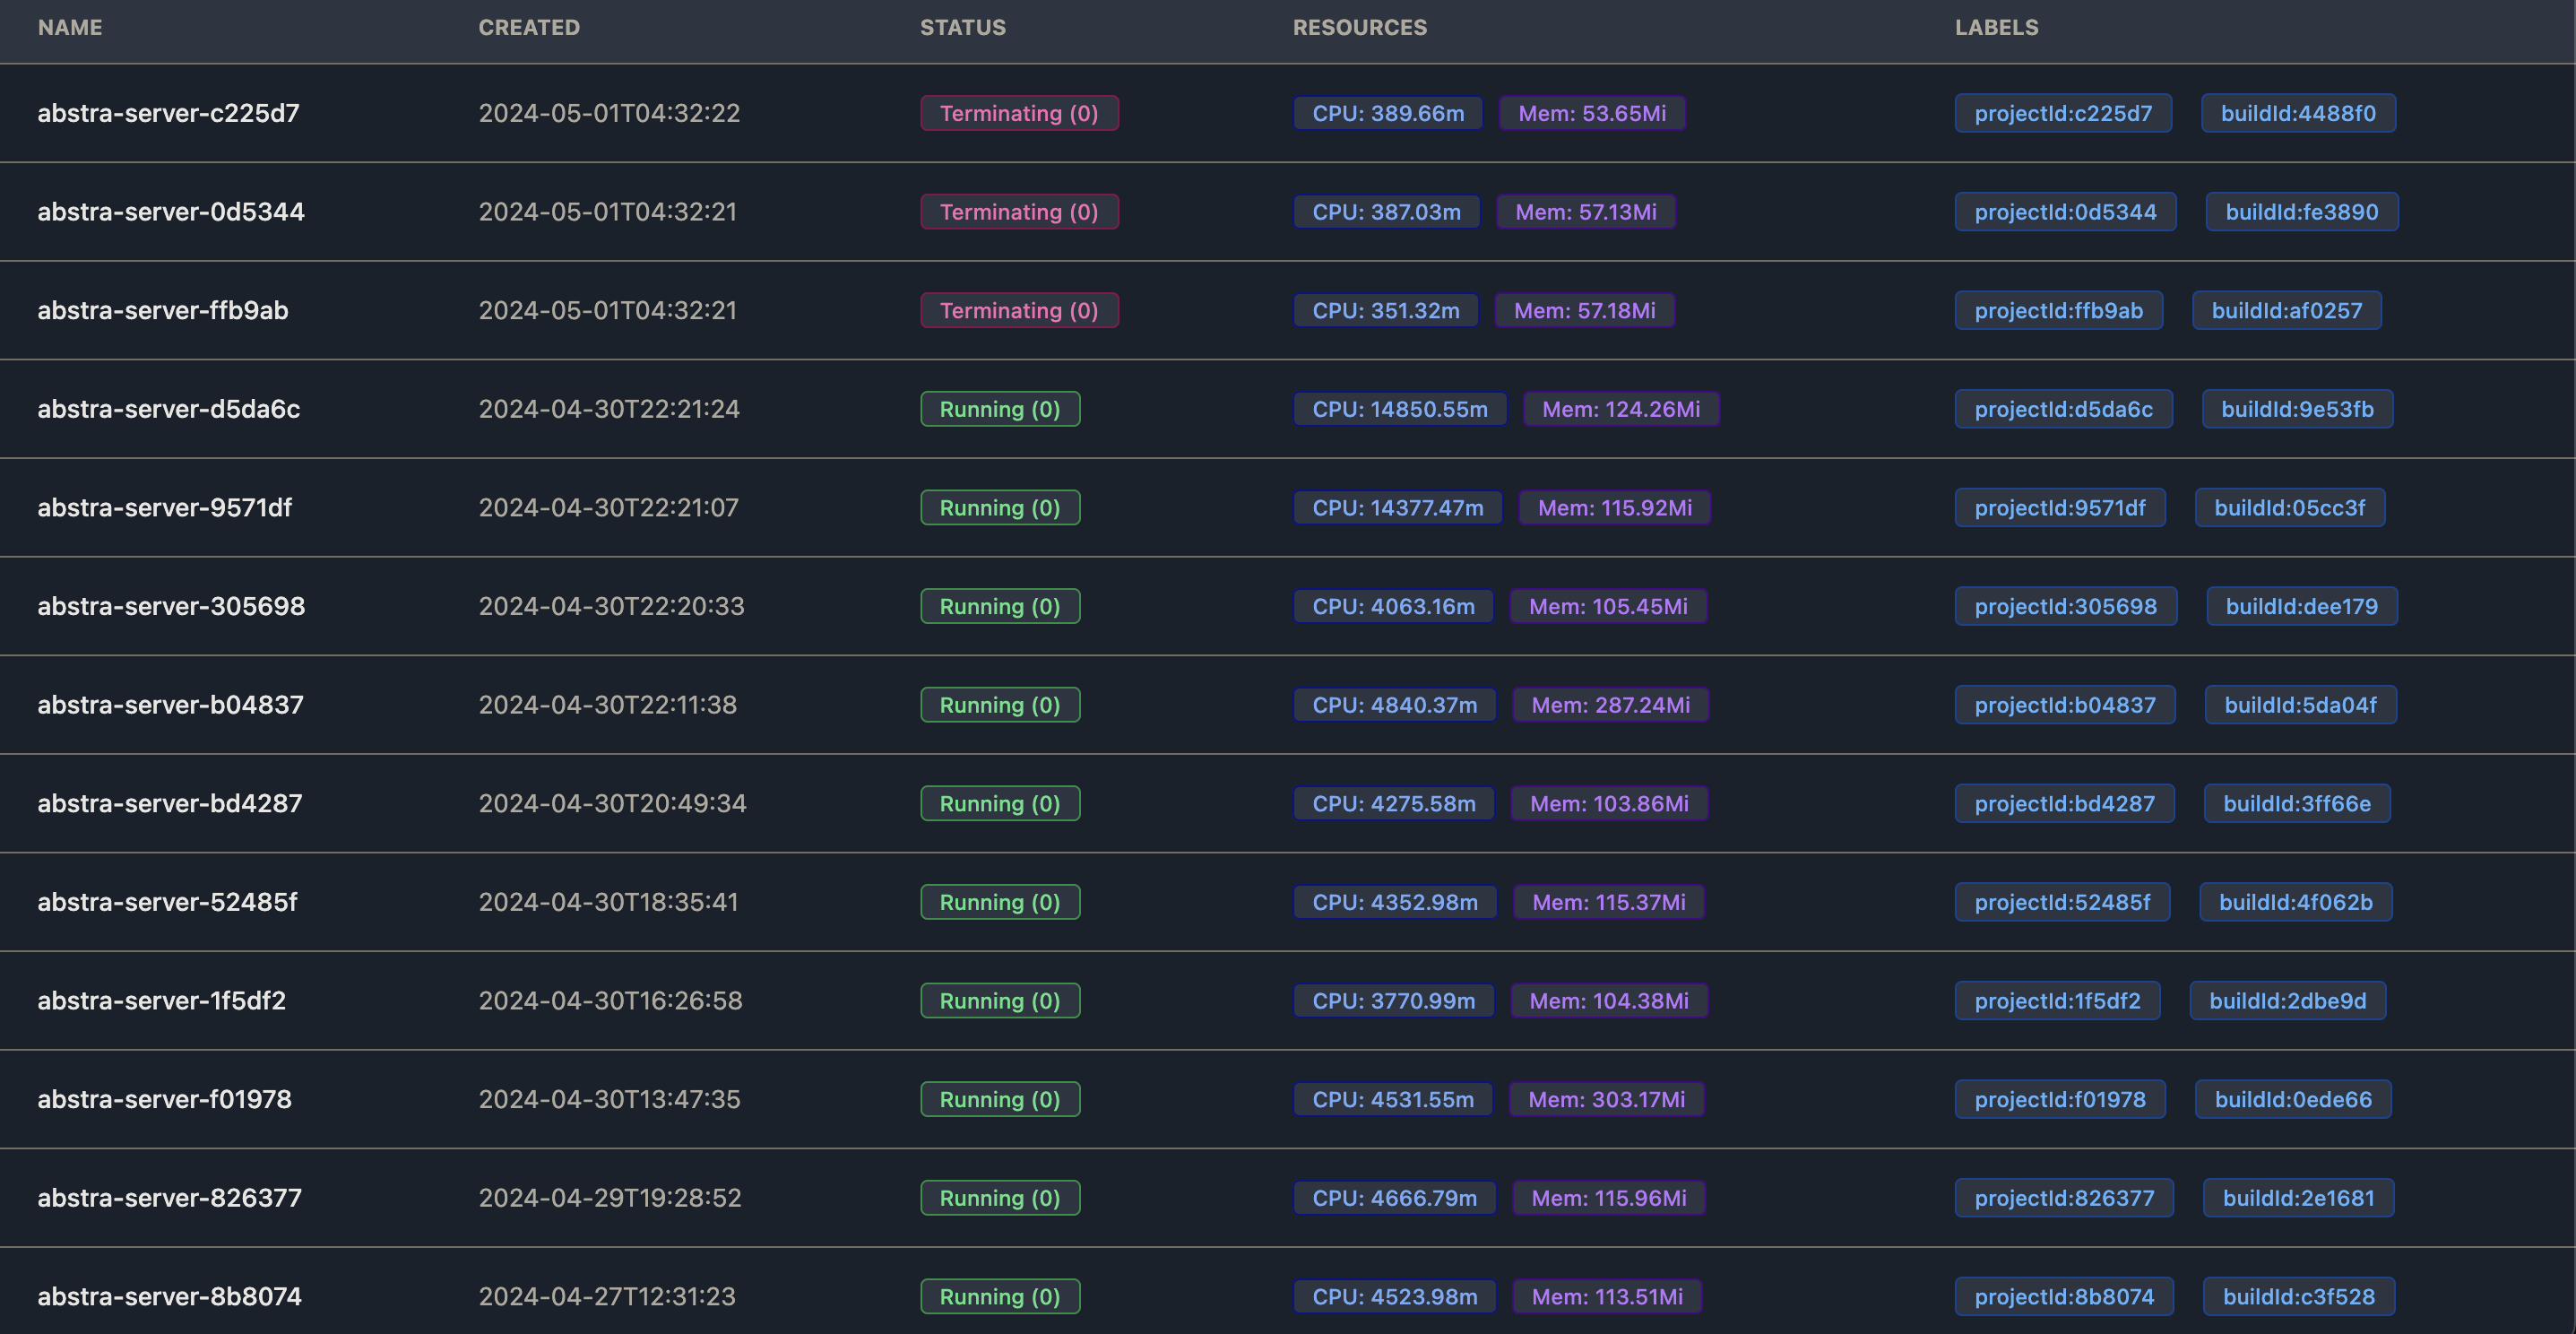 NAME CREATED STATUS RESOURCES LABELS
abstra-server-c225d7 2024-05-01T04:32:22 Terminating (0) CPU: 389.66m Mem: 53.65Mi projectId:c225d7 buildId:4488f0
abstra-server-0d5344 2024-05-01T04:32:21 Terminating (0) CPU: 387.03m Mem: 57.13Mi projectId:0d5344 buildId:fe3890
abstra-server-ffb9ab 2024-05-01T04:32:21 Terminating (0) CPU: 351.32m Mem: 57.18Mi projectId:ffb9ab buildId:af0257
abstra-server-d5da6c 2024-04-30T22:21:24 Running (0) CPU: 14850.55m Mem: 124.26Mi projectId:d5da6c buildId:9e53fb
abstra-server-9571df 2024-04-30T22:21:07 Running (0) CPU: 14377.47m Mem: 115.92Mi projectId:9571df buildId:05cc3f
abstra-server-305698 2024-04-30T22:20:33 Running (0) CPU: 4063.16m Mem: 105.45Mi projectId:305698 buildId:dee179
abstra-server-b04837 2024-04-30T22:11:38 Running (0) CPU: 4840.37m Mem: 287.24Mi projectId:b04837 buildId:5da04f
abstra-server-bd4287 2024-04-30T20:49:34 Running (0) CPU: 4275.58m Mem: 103.86Mi projectId:bd4287 buildId:3ff66e
abstra-server-52485f 2024-04-30T18:35:41 Running (0) CPU: 4352.98m Mem: 115.37Mi projectId:52485f buildId:4f062b
abstra-server-1f5df2 2024-04-30T16:26:58 Running (0) CPU: 3770.99m Mem: 104.38Mi projectId:1f5df2 buildId:2dbe9d
abstra-server-f01978 2024-04-30T13:47:35 Running (0) CPU: 4531.55m Mem: 303.17Mi projectId:f01978 buildId:0ede66
abstra-server-826377 2024-04-29T19:28:52 Running (0) CPU: 4666.79m Mem: 115.96Mi projectId:826377 buildId:2e1681
abstra-server-8b8074 2024-04-27T12:31:23 Running (0) CPU: 4523.98m Mem: 113.51Mi projectId:8b8074 buildId:c3f528